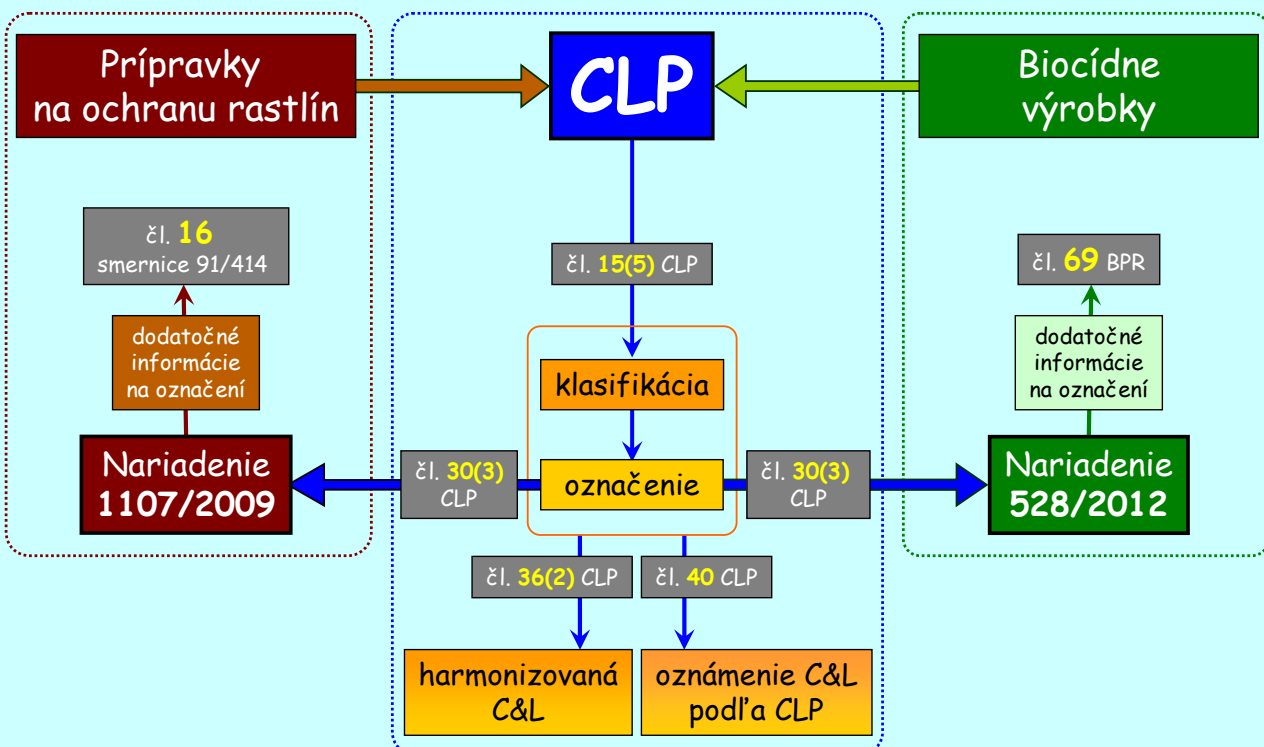 Prípravky
na ochranu rastlín
CLP
Biocídne
výrobky
čl. 16
smernice 91/414
čl. 15(5) CLP
čl. 69 BPR
dodatočné
informácie
na označení
klasifikácia
dodatočné
informácie
na označení
Nariadenie
1107/2009
čl. 30(3)
CLP
označenie
čl. 30(3)
CLP
Nariadenie
528/2012
čl. 36(2) CLP
čl. 40 CLP
harmonizovaná
C&L
oznámenie C&L
podľa CLP